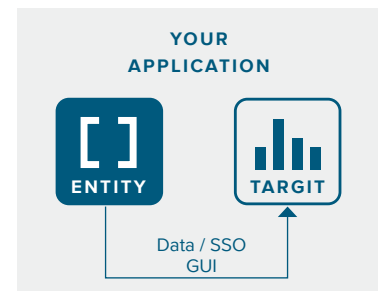 YOUR
APPLICATION
[ ]
ENTITY
TARGIT
Data / SSO
GUI